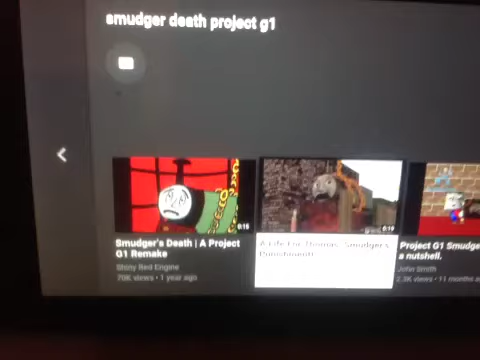 smudger death project g1
0:15
0:19
Smudger's Death | A Project
G1 Remake
Shiny Red Engine
70K views • 1 year ago
A Life For Thomas: Smudger's
Punishment!
Project G1 Smudge
a nutshell.
John Smith
2.3K views • 11 months a